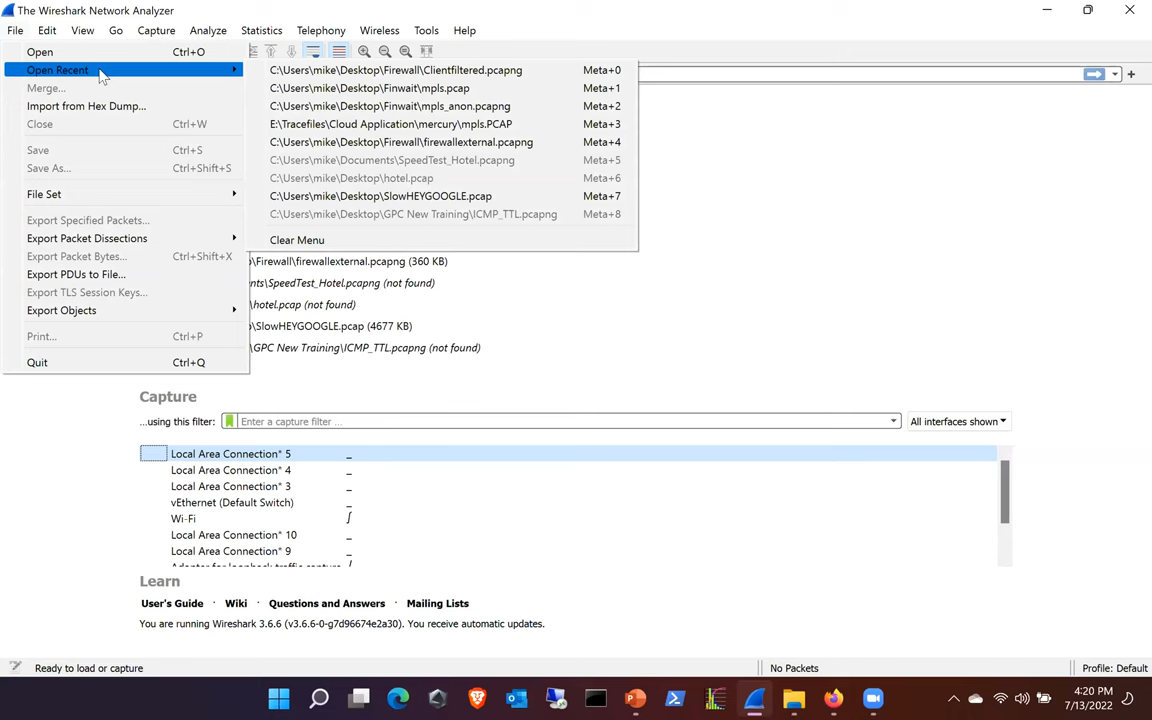 The Wireshark Network Analyzer
File Edit View Go Capture Analyze Statistics Telephony Wireless Tools Help
Open Ctrl+O
Open Recent
Merge...
Import from Hex Dump...
Close Ctrl+W
Save Ctrl+S
Save As... Ctrl+Shift+S
File Set
Export Specified Packets...
Export Packet Dissections
Export Packet Bytes... Ctrl+Shift+X
Export PDUs to File...
Export TLS Session Keys...
Export Objects
Print... Ctrl+P
Quit Ctrl+Q
C:\Users\mike\Desktop\Firewall\Clientfiltered.pcapng Meta+0
C:\Users\mike\Desktop\Finwait\mpls.pcap Meta+1
C:\Users\mike\Desktop\Finwait\mpls_anon.pcapng Meta+2
E:\Tracefiles\Cloud Application\mercury\mpls.PCAP Meta+3
C:\Users\mike\Desktop\Firewall\firewallexternal.pcapng Meta+4
C:\Users\mike\Documents\SpeedTest_Hotel.pcapng Meta+5
C:\Users\mike\Desktop\hotel.pcap Meta+6
C:\Users\mike\Desktop\SlowHEYGOOGLE.pcap Meta+7
C:\Users\mike\Desktop\GPC New Training\ICMP_TTL.pcapng Meta+8
Clear Menu
\Firewall\firewallexternal.pcapng (360 KB)
nts\SpeedTest_Hotel.pcapng (not found)
\hotel.pcap (not found)
\SlowHEYGOOGLE.pcap (4677 KB)
\GPC New Training\ICMP_TTL.pcapng (not found)
Capture
...using this filter: Enter a capture filter ... All interfaces shown
Local Area Connection* 5
Local Area Connection* 4
Local Area Connection* 3
vEthernet (Default Switch)
Wi-Fi
Local Area Connection* 10
Local Area Connection* 9
Adapter for loopback traffic capture
Learn
User's Guide · Wiki · Questions and Answers · Mailing Lists
You are running Wireshark 3.6.6 (v3.6.6-0-g7d96674e2a30). You receive automatic updates.
Ready to load or capture No Packets Profile: Default
4:20 PM
7/13/2022